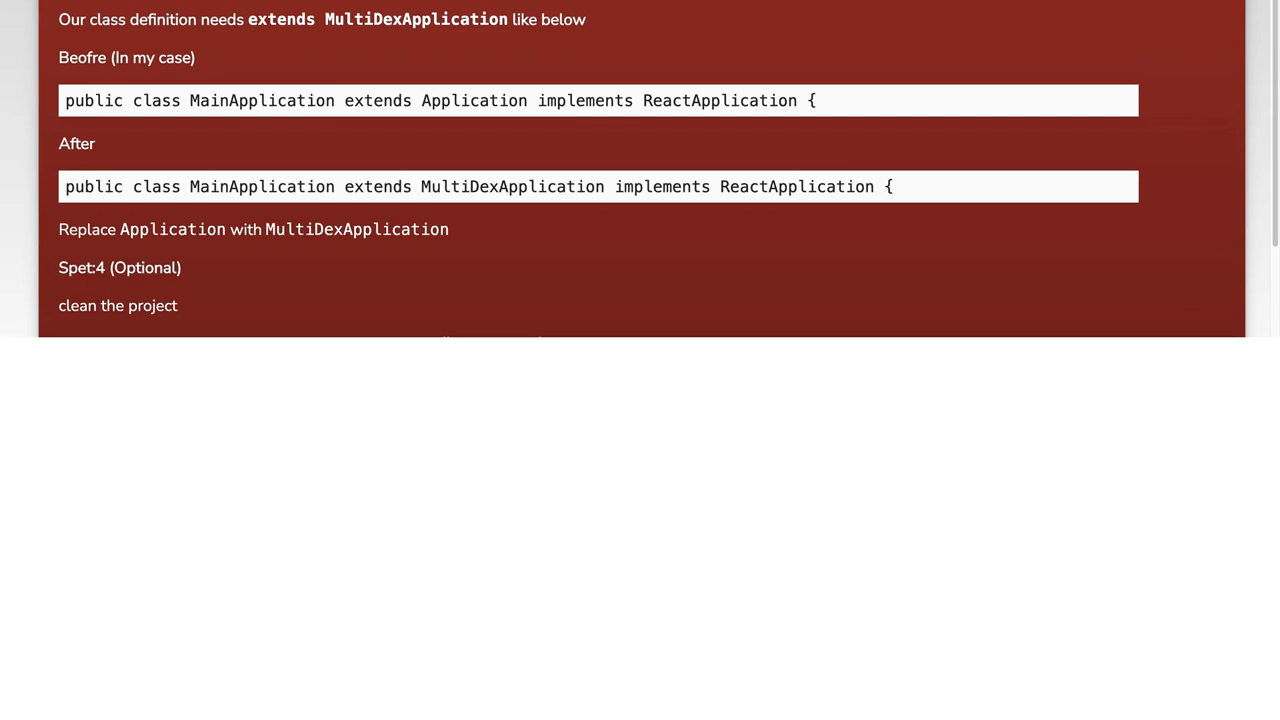 Our class definition needs extends MultiDexApplication like below
Beofre (In my case)
public class MainApplication extends Application implements ReactApplication {
After
public class MainApplication extends MultiDexApplication implements ReactApplication {
Replace Application with MultiDexApplication
Spet:4 (Optional)
clean the project